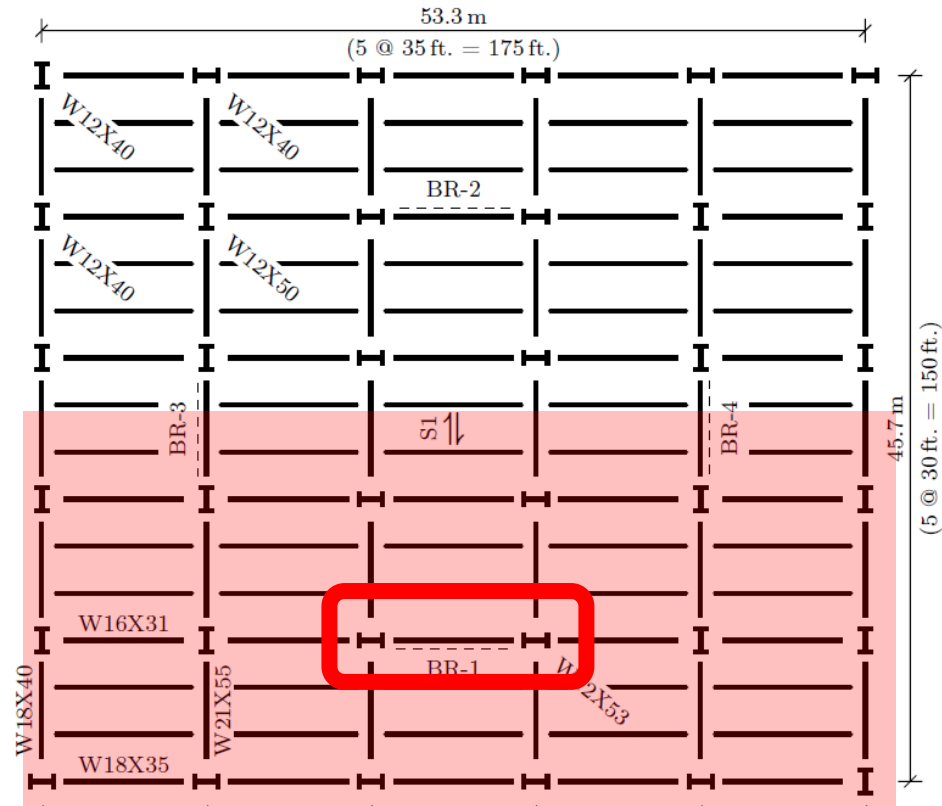 53.3 m
(5 @ 35 ft. = 175 ft.)
W12X40
W12X40
BR-2
W12X40
W12X50
BR-3
S1
BR-4
45.7 m
(5 @ 30 ft. = 150 ft.)
W16X31
BR-1
W18X40
W21X55
W12X53
W18X35